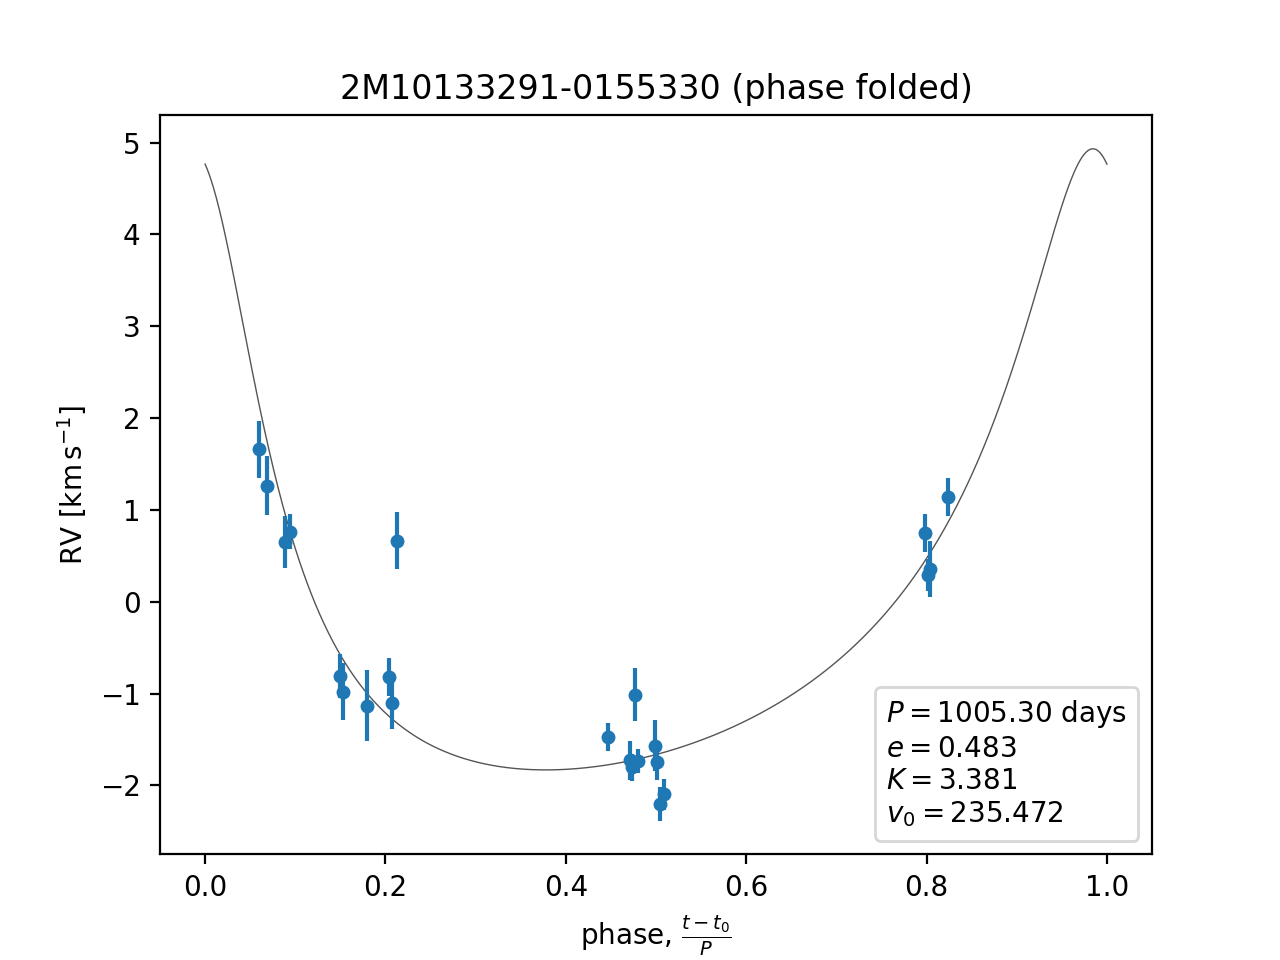 2M10133291-0155330 (phase folded)
RV [km s⁻¹]
5
4
3
2
1
0
−1
−2
0.0 0.2 0.4 0.6 0.8 1.0
phase, (t − t₀)/P
P = 1005.30 days
e = 0.483
K = 3.381
v₀ = 235.472